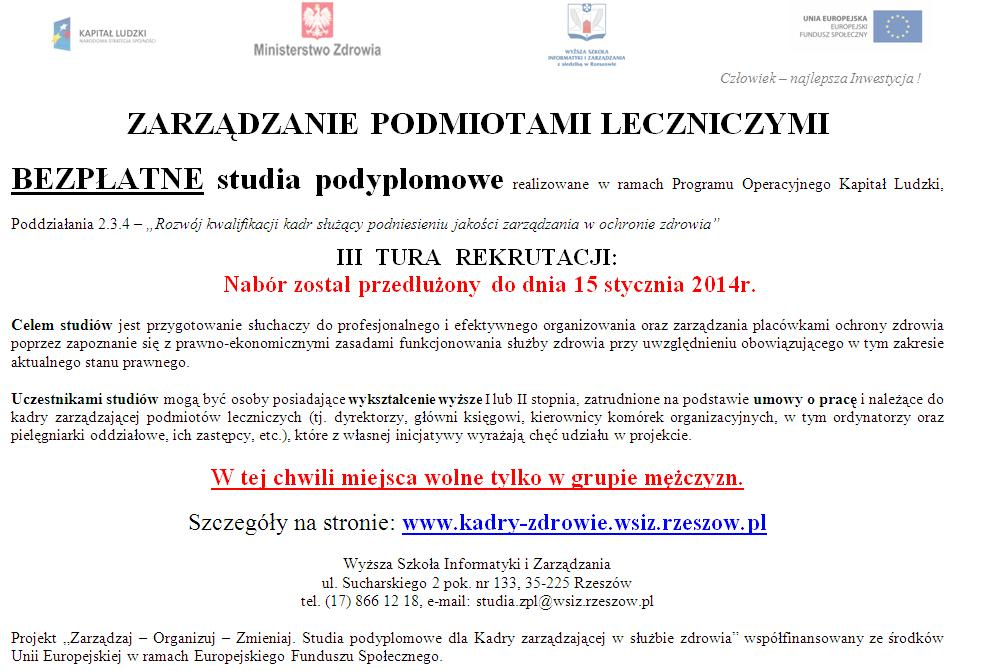 KAPITAŁ LUDZKI
NARODOWA STRATEGIA SPÓJNOŚCI
Ministerstwo Zdrowia
WYŻSZA SZKOŁA
INFORMATYKI I ZARZĄDZANIA
z siedzibą w Rzeszowie
UNIA EUROPEJSKA
EUROPEJSKI
FUNDUSZ SPOŁECZNY
Człowiek – najlepsza Inwestycja !
ZARZĄDZANIE PODMIOTAMI LECZNICZYMI
BEZPŁATNE studia podyplomowe realizowane w ramach Programu Operacyjnego Kapitał Ludzki,
Poddziałania 2.3.4 – „Rozwój kwalifikacji kadr służący podniesieniu jakości zarządzania w ochronie zdrowia”
III TURA REKRUTACJI:
Nabór został przedłużony do dnia 15 stycznia 2014r.
Celem studiów jest przygotowanie słuchaczy do profesjonalnego i efektywnego organizowania oraz zarządzania placówkami ochrony zdrowia
poprzez zapoznanie się z prawno-ekonomicznymi zasadami funkcjonowania służby zdrowia przy uwzględnieniu obowiązującego w tym zakresie
aktualnego stanu prawnego.
Uczestnikami studiów mogą być osoby posiadające wykształcenie wyższe I lub II stopnia, zatrudnione na podstawie umowy o pracę i należące do
kadry zarządzającej podmiotów leczniczych (tj. dyrektorzy, główni księgowi, kierownicy komórek organizacyjnych, w tym ordynatorzy oraz
pielęgniarki oddziałowe, ich zastępcy, etc.), które z własnej inicjatywy wyrażają chęć udziału w projekcie.
W tej chwili miejsca wolne tylko w grupie mężczyzn.
Szczegóły na stronie: www.kadry-zdrowie.wsiz.rzeszow.pl
Wyższa Szkoła Informatyki i Zarządzania
ul. Sucharskiego 2 pok. nr 133, 35-225 Rzeszów
tel. (17) 866 12 18, e-mail: studia.zpl@wsiz.rzeszow.pl
Projekt „Zarządzaj – Organizuj – Zmieniaj. Studia podyplomowe dla Kadry zarządzającej w służbie zdrowia” współfinansowany ze środków
Unii Europejskiej w ramach Europejskiego Funduszu Społecznego.